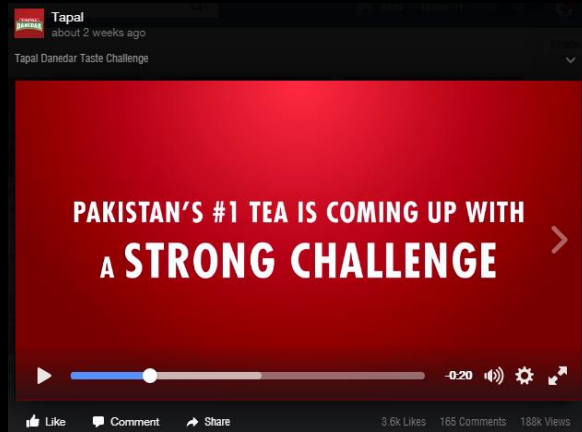 Tapal
about 2 weeks ago
Tapal Danedar Taste Challenge
PAKISTAN'S #1 TEA IS COMING UP WITH
A STRONG CHALLENGE
-0:20
Like Comment Share 3.6k Likes 165 Comments 188k Views